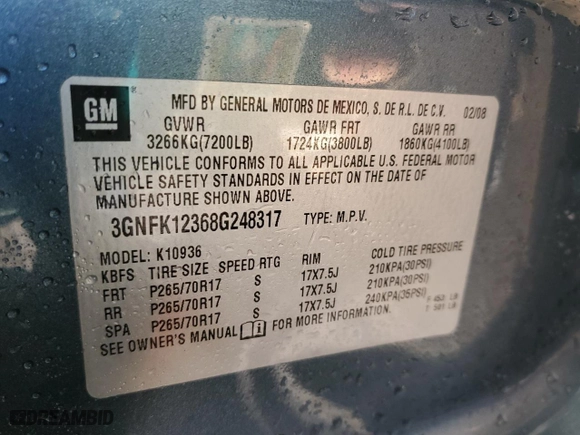 GM
MFD BY GENERAL MOTORS DE MEXICO, S. DE R.L. DE C.V. 02/08
GVWR GAWR FRT GAWR RR
3266KG(7200LB) 1724KG(3800LB) 1860KG(4100LB)
THIS VEHICLE CONFORMS TO ALL APPLICABLE U.S. FEDERAL MOTOR
VEHICLE SAFETY STANDARDS IN EFFECT ON THE DATE OF
MANUFACTURE SHOWN ABOVE.
3GNFK12368G248317 TYPE: M.P.V.
MODEL: K10936
KBFS TIRE SIZE SPEED RTG RIM COLD TIRE PRESSURE
FRT P265/70R17 S 17X7.5J 210KPA(30PSI)
RR P265/70R17 S 17X7.5J 210KPA(30PSI)
SPA P265/70R17 S 17X7.5J 240KPA(35PSI)
SEE OWNER'S MANUAL FOR MORE INFORMATION.
DREAMBID